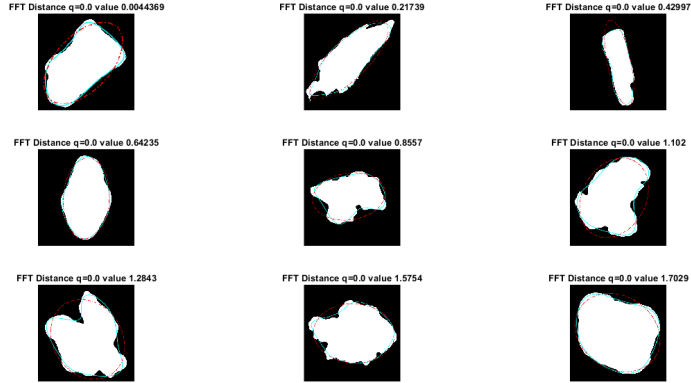 FFT Distance q=0.0 value 0.0044369
FFT Distance q=0.0 value 0.21739
FFT Distance q=0.0 value 0.42997
FFT Distance q=0.0 value 0.64235
FFT Distance q=0.0 value 0.8557
FFT Distance q=0.0 value 1.102
FFT Distance q=0.0 value 1.2843
FFT Distance q=0.0 value 1.5754
FFT Distance q=0.0 value 1.7029